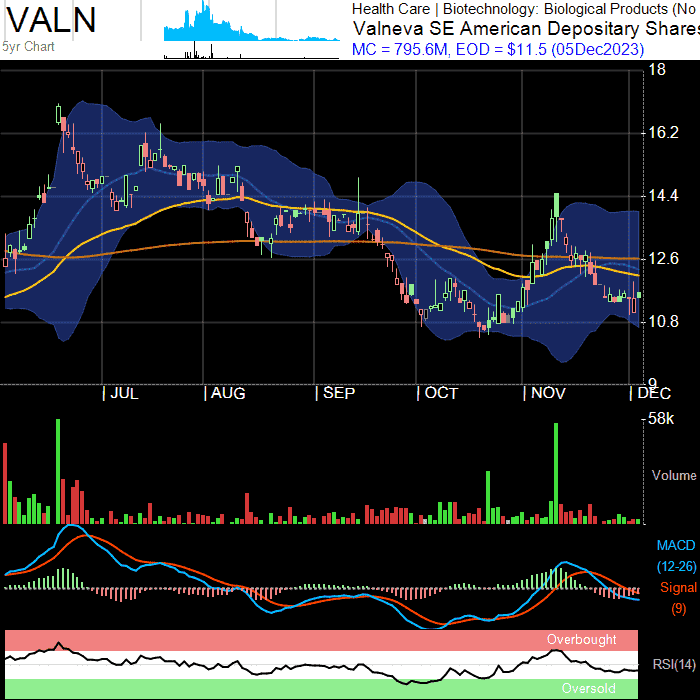 VALN
5yr Chart
Health Care | Biotechnology: Biological Products (No
Valneva SE American Depositary Shares
MC = 795.6M, EOD = $11.5 (05Dec2023)
18
16.2
14.4
12.6
10.8
9
JUL AUG SEP OCT NOV DEC
58k
Volume
MACD
(12-26)
Signal
(9)
Overbought
RSI(14)
Oversold